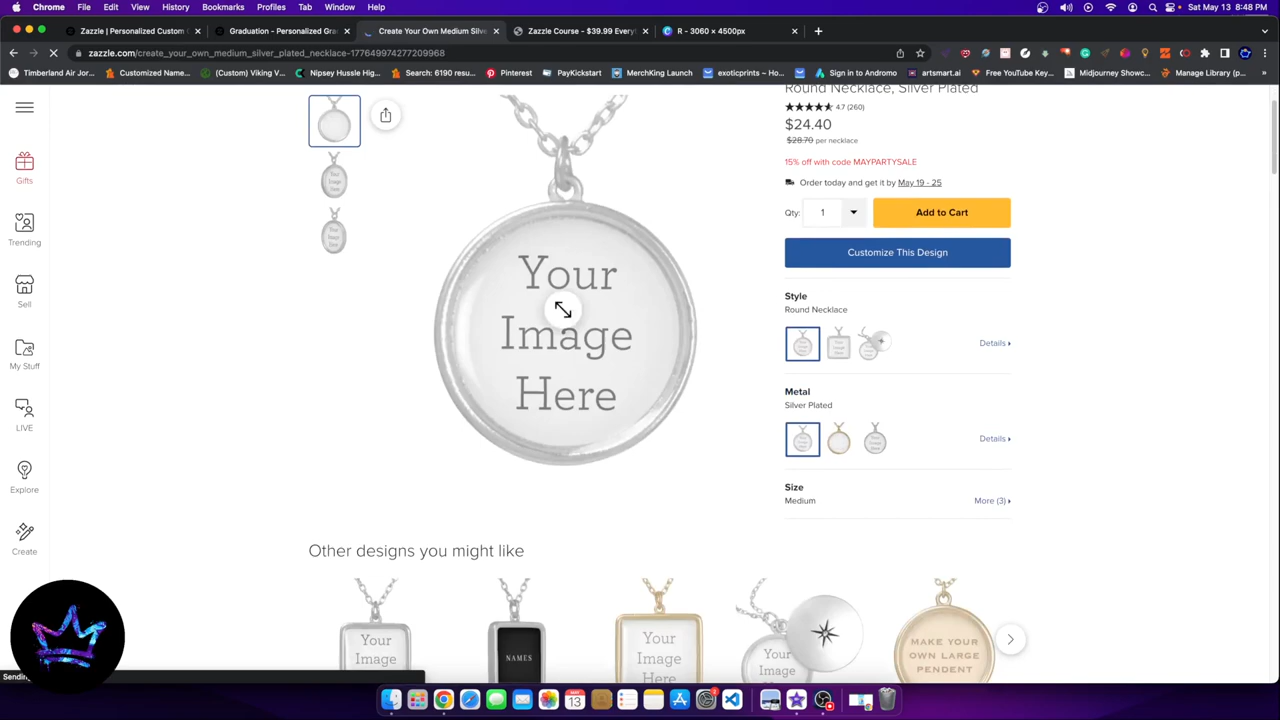 Chrome File Edit View History Bookmarks Profiles Tab Window Help Sat May 13 8:48 PM
Zazzle | Personalized Custom Graduation - Personalized Gra Create Your Own Medium Silve Zazzle Course - $39.99 Every R - 3060 × 4500px
zazzle.com/create_your_own_medium_silver_plated_necklace-177649974277209968
Timberland Air Jor... Customized Name... (Custom) Viking V... Nipsey Hussle Hig... Search: 6190 resu... Pinterest PayKickstart MerchKing Launch exoticprints – Ho... Sign in to Andromo artsmart.ai Free YouTube Key... Midjourney Showc... Manage Library (p...
Round Necklace, Silver Plated
4.7 (260)
$24.40
$28.70 per necklace
15% off with code MAYPARTYSALE
Order today and get it by May 19 - 25
Qty: 1 Add to Cart
Customize This Design
Style
Round Necklace
Details
Metal
Silver Plated
Details
Size
Medium More (3)
Gifts
Trending
Sell
My Stuff
LIVE
Explore
Create
Your
Image
Here
Other designs you might like
Your
Image
NAMES
Your
Image
Here
Your
Image
MAKE YOUR
OWN LARGE
PENDENT
Sending
13